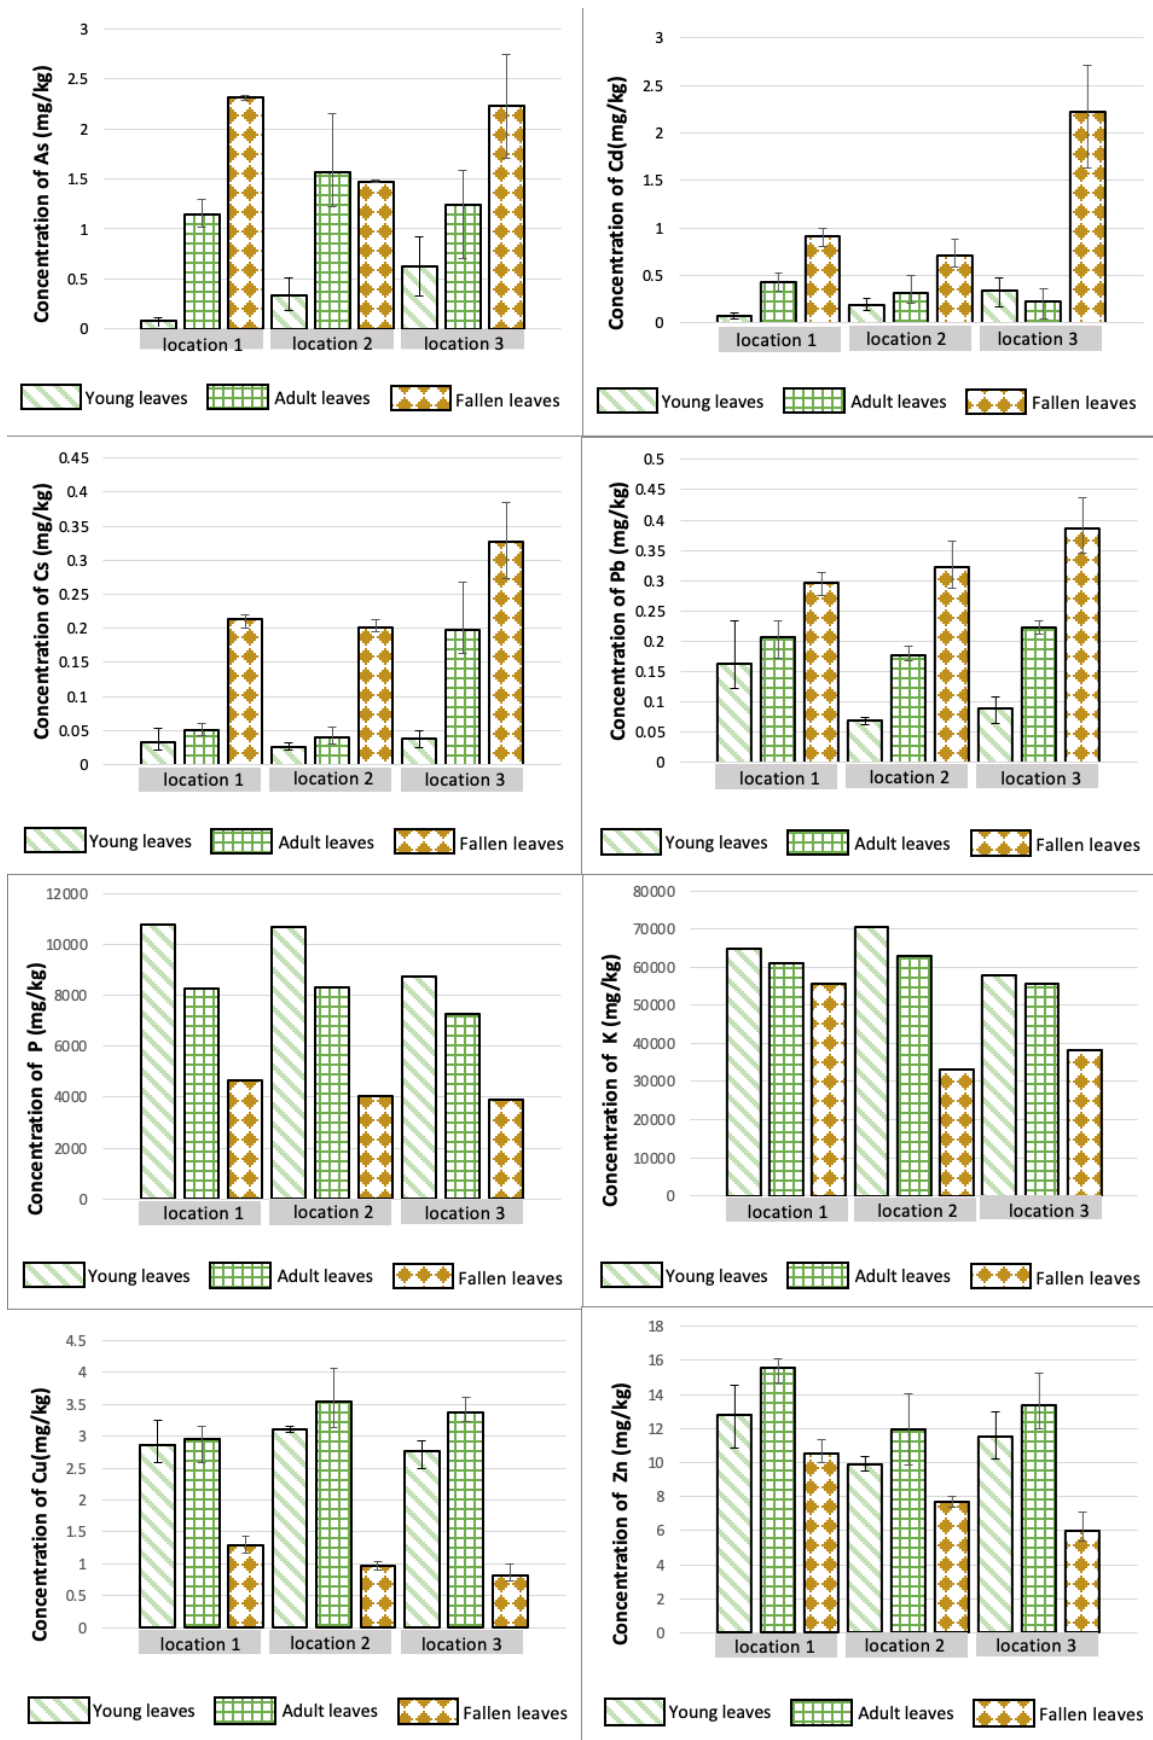 Concentration of As (mg/kg)
3
2.5
2
1.5
1
0.5
0
location 1 location 2 location 3
Young leaves Adult leaves Fallen leaves
Concentration of Cd(mg/kg)
3
2.5
2
1.5
1
0.5
0
location 1 location 2 location 3
Young leaves Adult leaves Fallen leaves
Concentration of Cs (mg/kg)
0.45
0.4
0.35
0.3
0.25
0.2
0.15
0.1
0.05
0
location 1 location 2 location 3
Young leaves Adult leaves Fallen leaves
Concentration of Pb (mg/kg)
0.5
0.45
0.4
0.35
0.3
0.25
0.2
0.15
0.1
0.05
0
location 1 location 2 location 3
Young leaves Adult leaves Fallen leaves
Concentration of P (mg/kg)
12000
10000
8000
6000
4000
2000
0
location 1 location 2 location 3
Young leaves Adult leaves Fallen leaves
Concentration of K (mg/kg)
80000
70000
60000
50000
40000
30000
20000
10000
0
location 1 location 2 location 3
Young leaves Adult leaves Fallen leaves
Concentration of Cu(mg/kg)
4.5
4
3.5
3
2.5
2
1.5
1
0.5
0
location 1 location 2 location 3
Young leaves Adult leaves Fallen leaves
Concentration of Zn (mg/kg)
18
16
14
12
10
8
6
4
2
0
location 1 location 2 location 3
Young leaves Adult leaves Fallen leaves